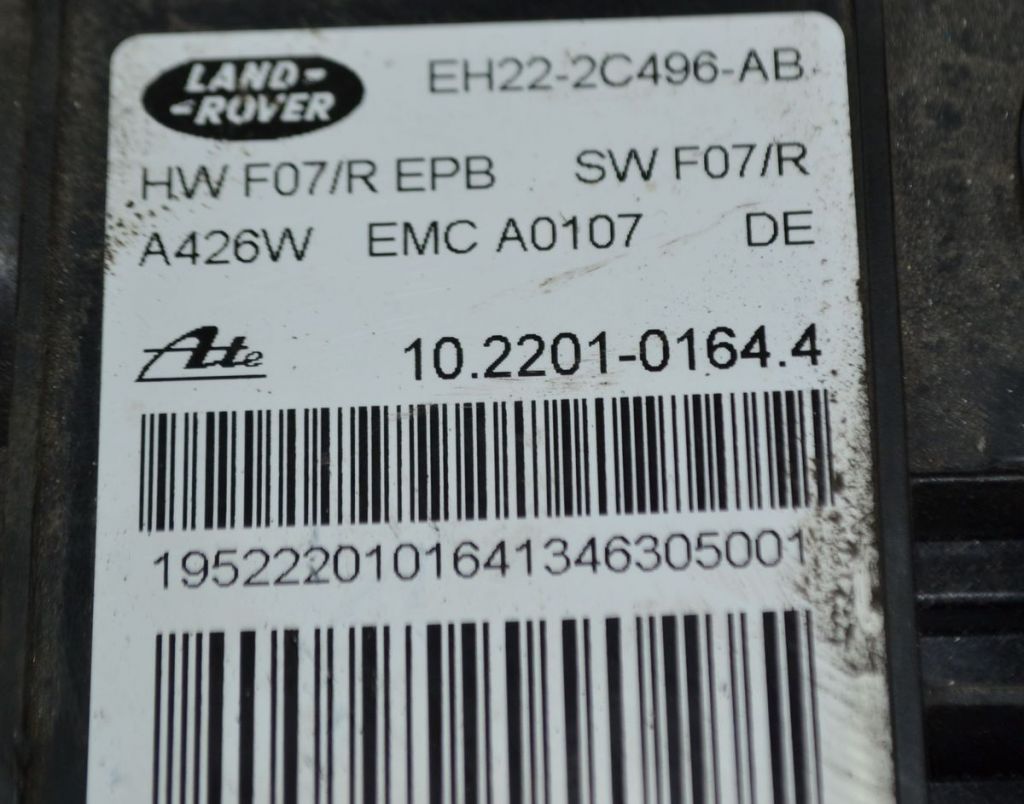 LAND-
-ROVER
EH22-2C496-AB
HW F07/R EPB SW F07/R
A426W EMC A0107 DE
Ate 10.2201-0164.4
1952220101641346305001